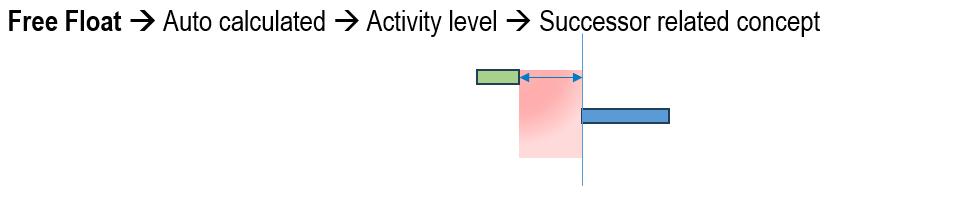 Free Float → Auto calculated → Activity level → Successor related concept